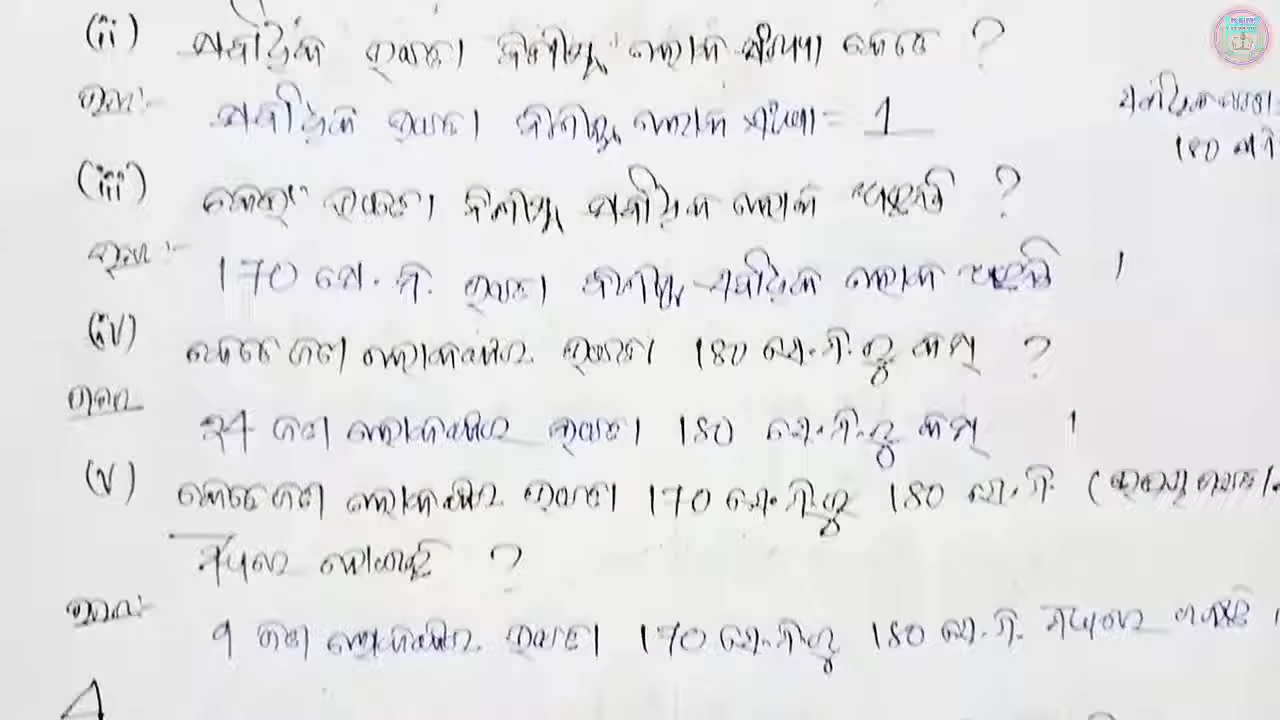 (ii) ସର୍ବାଧିକ ଉଚ୍ଚତା ବିଶିଷ୍ଟ ଲୋକ ସଂଖ୍ୟା କେତେ ?
ଉତ୍ତର:- ସର୍ବାଧିକ ଉଚ୍ଚତା ବିଶିଷ୍ଟ ଲୋକ ସଂଖ୍ୟା = 1
180
(iii) କେଉଁ ଉଚ୍ଚତା ବିଶିଷ୍ଟ ସର୍ବାଧିକ ଲୋକ ଅଛନ୍ତି ?
ଉତ୍ତର:- 170 ସେ.ମି. ଉଚ୍ଚତା ବିଶିଷ୍ଟ ସର୍ବାଧିକ ଲୋକ ଅଛନ୍ତି ।
(iv) କେତେ ଜଣ ଲୋକଙ୍କର ଉଚ୍ଚତା 180 ସେ.ମି.ରୁ କମ୍ ?
ଉତ୍ତର 24 ଜଣ ଲୋକଙ୍କର ଉଚ୍ଚତା 180 ସେ.ମି.ରୁ କମ୍ ।
(v) କେତେ ଜଣ ଲୋକଙ୍କର ଉଚ୍ଚତା 170 ସେ.ମି.ରୁ 180 ସେ.ମି (
ମଧ୍ୟରେ ?
ଉତ୍ତର:- 9 ଜଣ ଲୋକଙ୍କର ଉଚ୍ଚତା 170 ସେ.ମି.ରୁ 180 ସେ.ମି. ମଧ୍ୟରେ ।